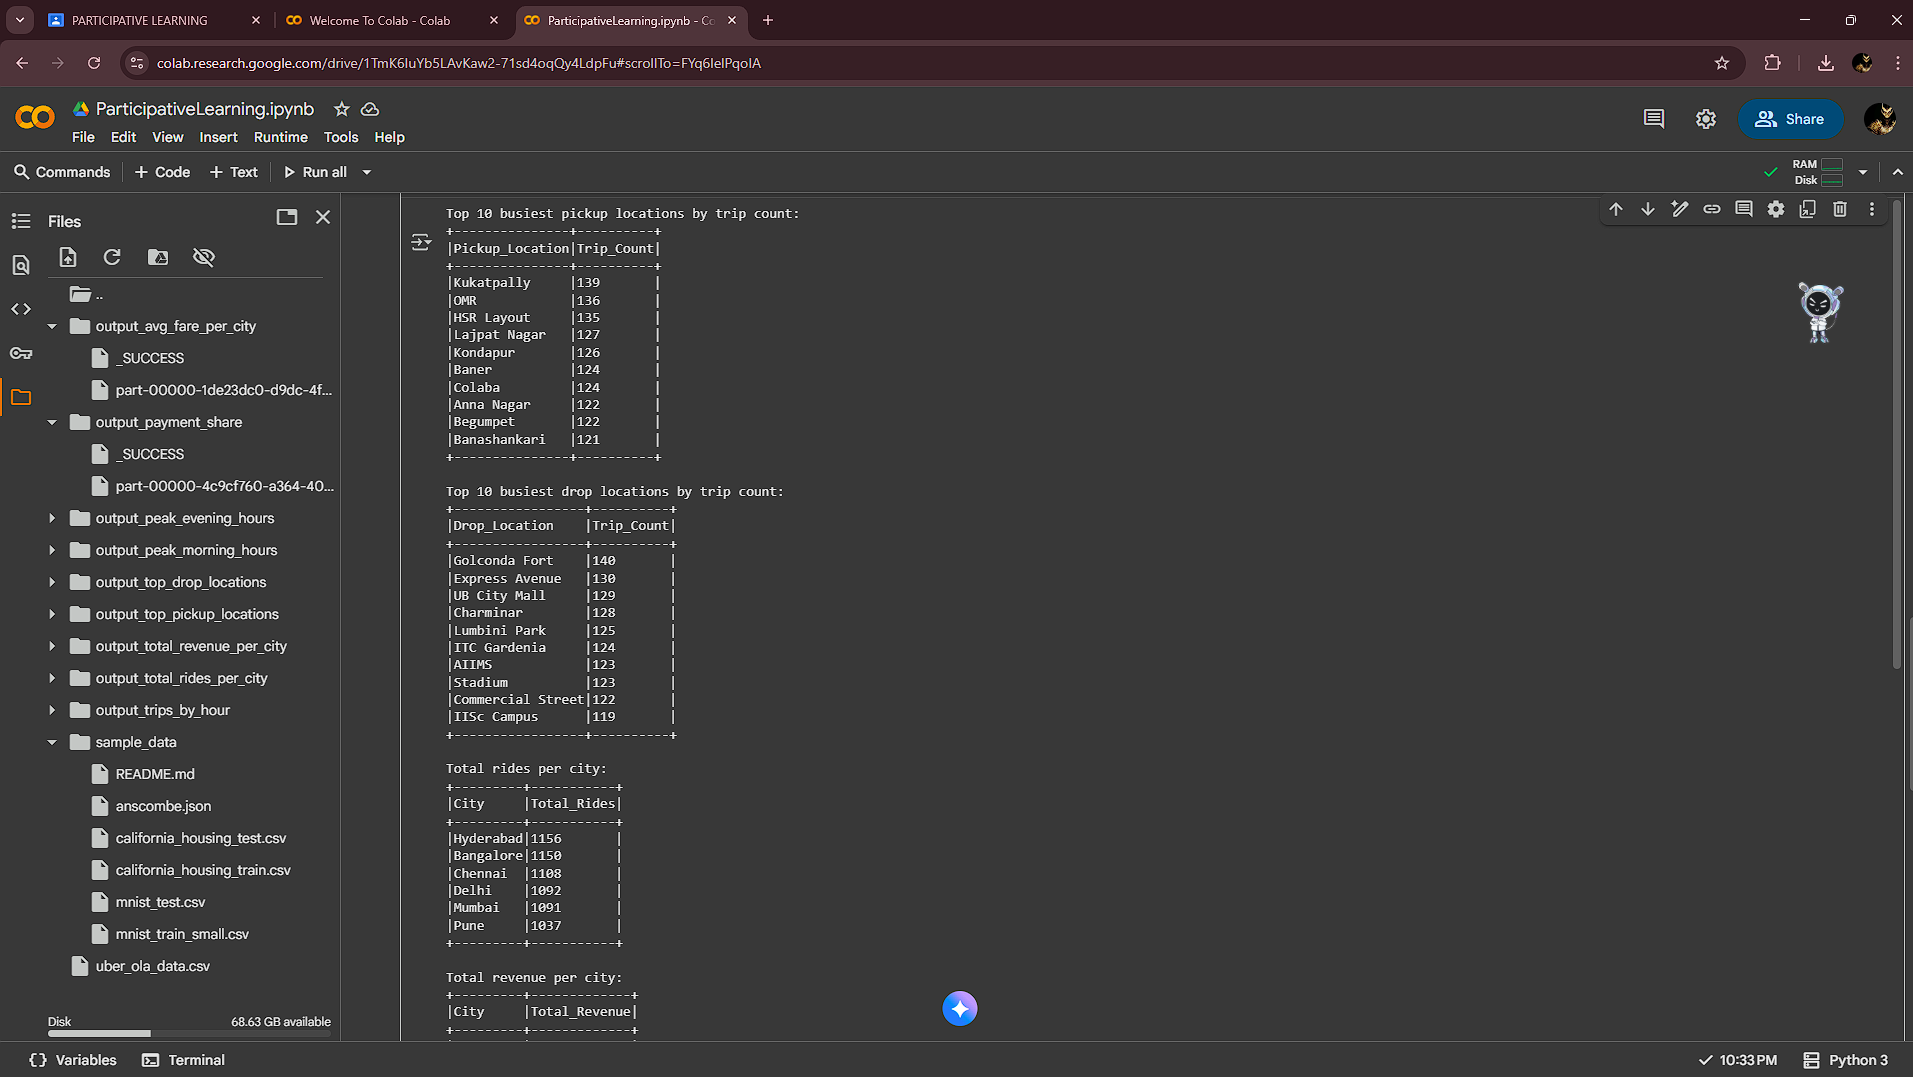 PARTICIPATIVE LEARNING
Welcome To Colab - Colab
ParticipativeLearning.ipynb - Co
colab.research.google.com/drive/1TmK6IuYb5LAvKaw2-71sd4oqQy4LdpFu#scrollTo=FYq6IelPqoIA
ParticipativeLearning.ipynb
File Edit View Insert Runtime Tools Help
Share
Commands + Code + Text Run all
RAM
Disk
Files
..
output_avg_fare_per_city
_SUCCESS
part-00000-1de23dc0-d9dc-4f...
output_payment_share
_SUCCESS
part-00000-4c9cf760-a364-40...
output_peak_evening_hours
output_peak_morning_hours
output_top_drop_locations
output_top_pickup_locations
output_total_revenue_per_city
output_total_rides_per_city
output_trips_by_hour
sample_data
README.md
anscombe.json
california_housing_test.csv
california_housing_train.csv
mnist_test.csv
mnist_train_small.csv
uber_ola_data.csv
Disk 68.63 GB available
Top 10 busiest pickup locations by trip count:
+---------------+----------+
|Pickup_Location|Trip_Count|
+---------------+----------+
|Kukatpally     |139       |
|OMR            |136       |
|HSR Layout     |135       |
|Lajpat Nagar   |127       |
|Kondapur       |126       |
|Baner          |124       |
|Colaba         |124       |
|Anna Nagar     |122       |
|Begumpet       |122       |
|Banashankari   |121       |
+---------------+----------+
Top 10 busiest drop locations by trip count:
+-----------------+----------+
|Drop_Location    |Trip_Count|
+-----------------+----------+
|Golconda Fort    |140       |
|Express Avenue   |130       |
|UB City Mall     |129       |
|Charminar        |128       |
|Lumbini Park     |125       |
|ITC Gardenia     |124       |
|AIIMS            |123       |
|Stadium          |123       |
|Commercial Street|122       |
|IISc Campus      |119       |
+-----------------+----------+
Total rides per city:
+---------+-----------+
|City     |Total_Rides|
+---------+-----------+
|Hyderabad|1156       |
|Bangalore|1150       |
|Chennai  |1108       |
|Delhi    |1092       |
|Mumbai   |1091       |
|Pune     |1037       |
+---------+-----------+
Total revenue per city:
+---------+-------------+
|City     |Total_Revenue|
+---------+-------------+
{} Variables Terminal
10:33 PM Python 3